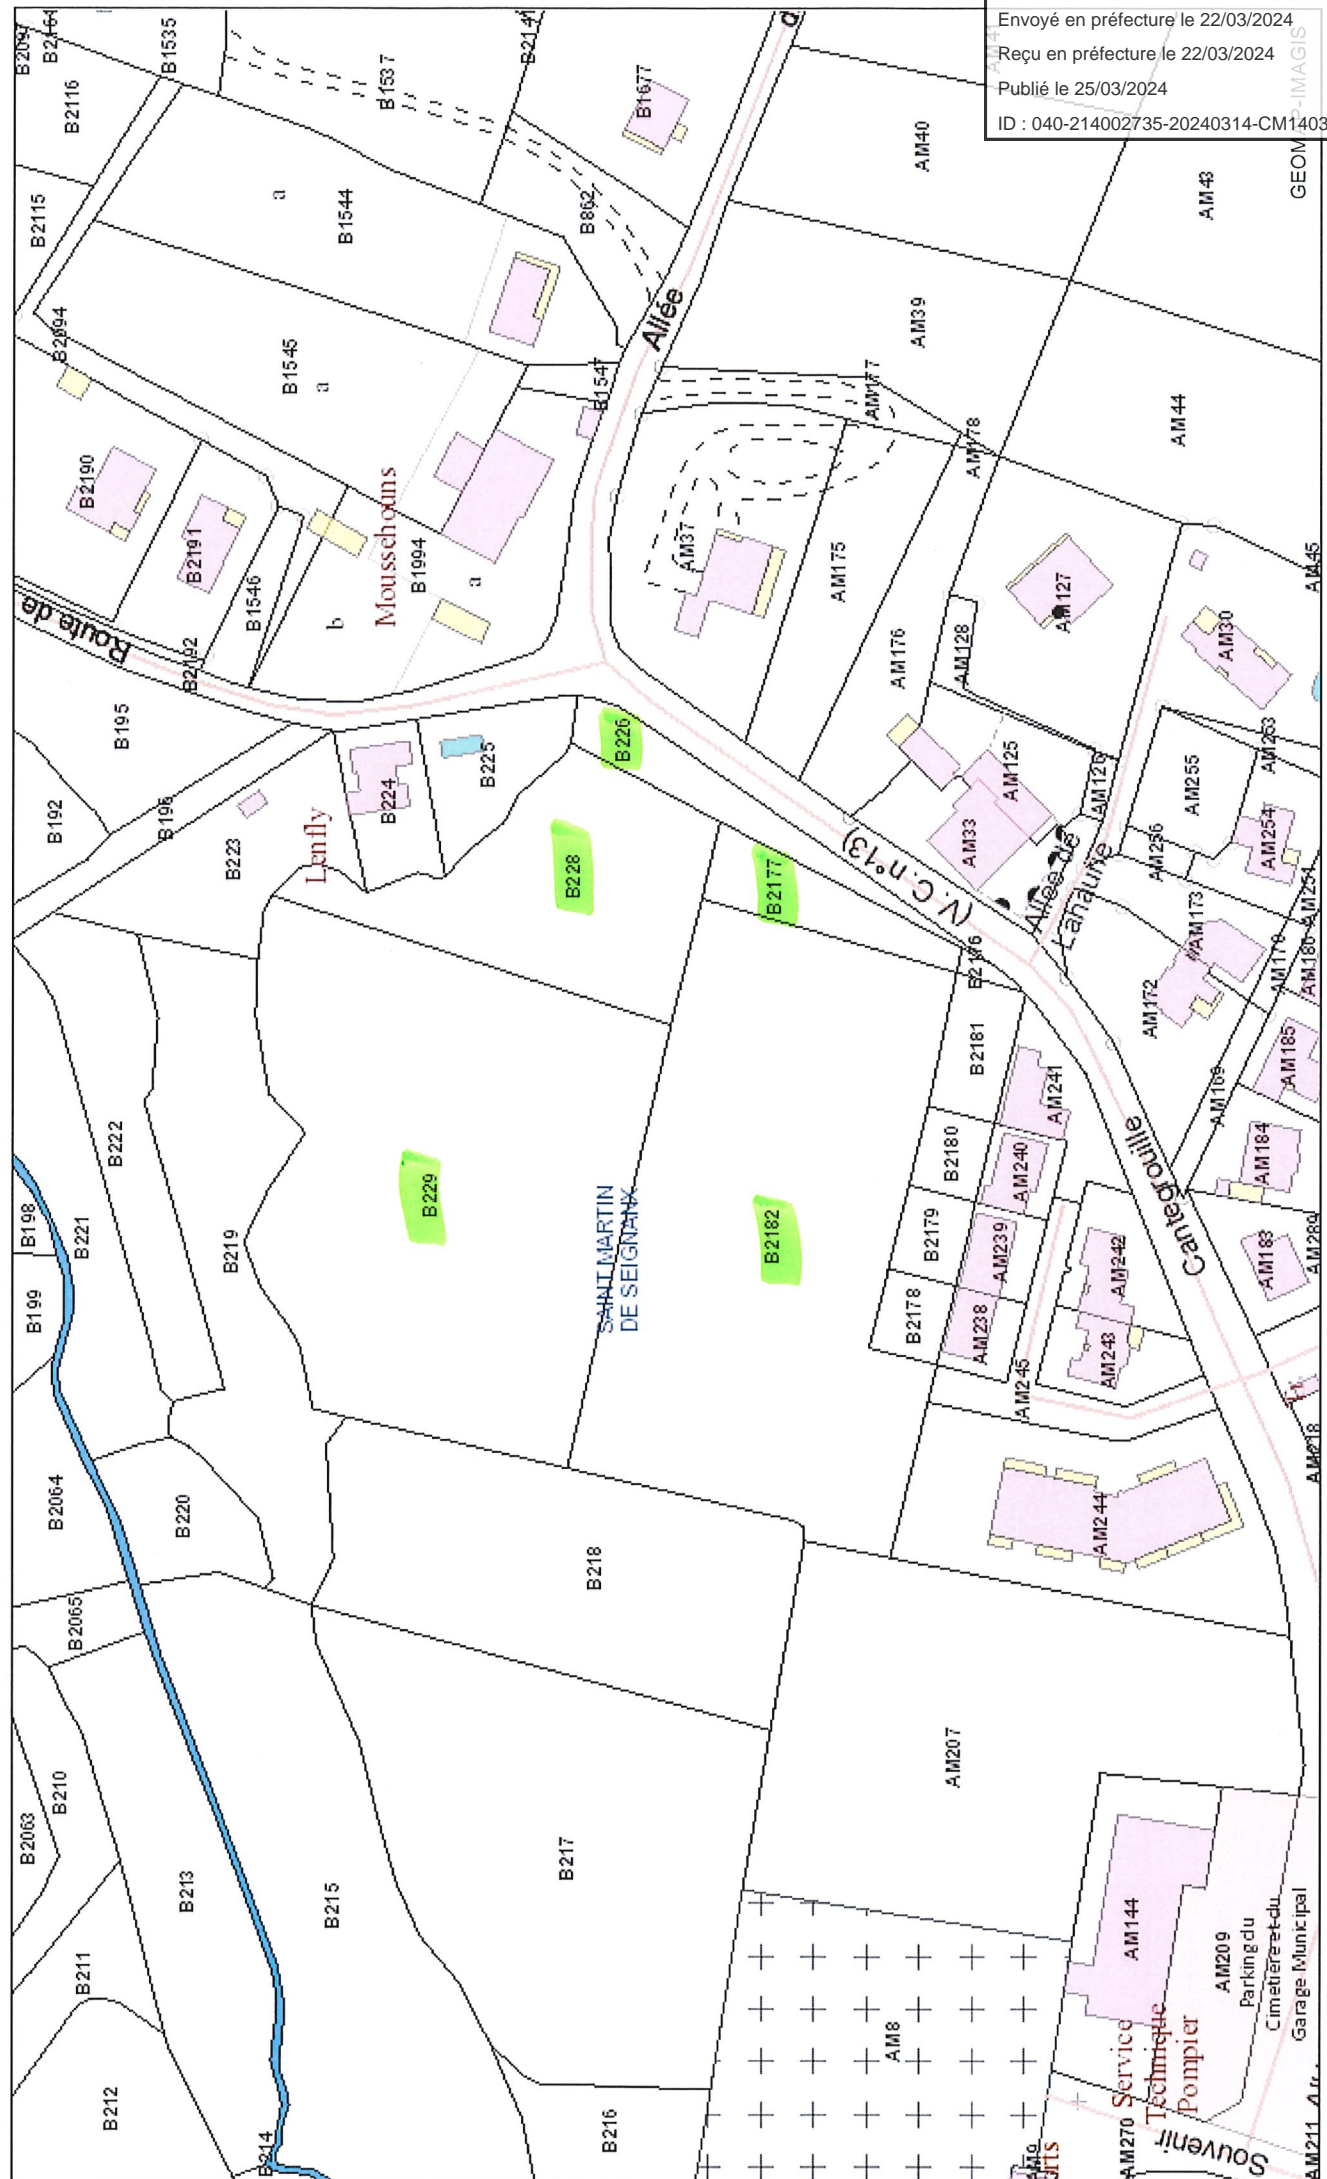 Envoyé en préfecture le 22/03/2024
Reçu en préfecture le 22/03/2024
Publié le 25/03/2024
ID : 040-214002735-20240314-CM1403
GEOMAP-IMAGIS
B2161
B1535
B2116
B1537
B2141
B1677
AM41
AM40
AM43
B2115
a
B1544
B862
Allée
AM39
B2094
B1545
a
B1547
AM177
AM178
AM44
B2190
B2191
Mousschouns
B1994
a
b
B1546
B2192
Route de
AM37
AM175
AM176
AM128
AM127
AM30
AM45
B195
B192
B196
B223
Lenfly
B224
B225
B226
B228
B2177
(V.C.n°13)
AM33
AM125
AM126
Allée de
Lahaurie
AM255
AM263
AM256
AM254
AM251
AM173
AM170
AM180
AM172
AM185
AM169
AM184
AM183
AM289
B2176
B2181
AM241
B2180
AM240
B2179
AM239
B2178
AM238
AM242
AM243
AM245
Cantegrouille
AM218
B222
B198
B221
B199
B219
B229
SAINT MARTIN
DE SEIGNANX
B2182
B2064
B220
B218
AM244
B2065
B2063
B210
B213
B215
B217
AM207
B211
B212
B214
B216
AM8
AM144
AM209
Parking du
Cimetière et du
Garage Municipal
Service
Technique
Pompier
AM270
Souvenir
AM211